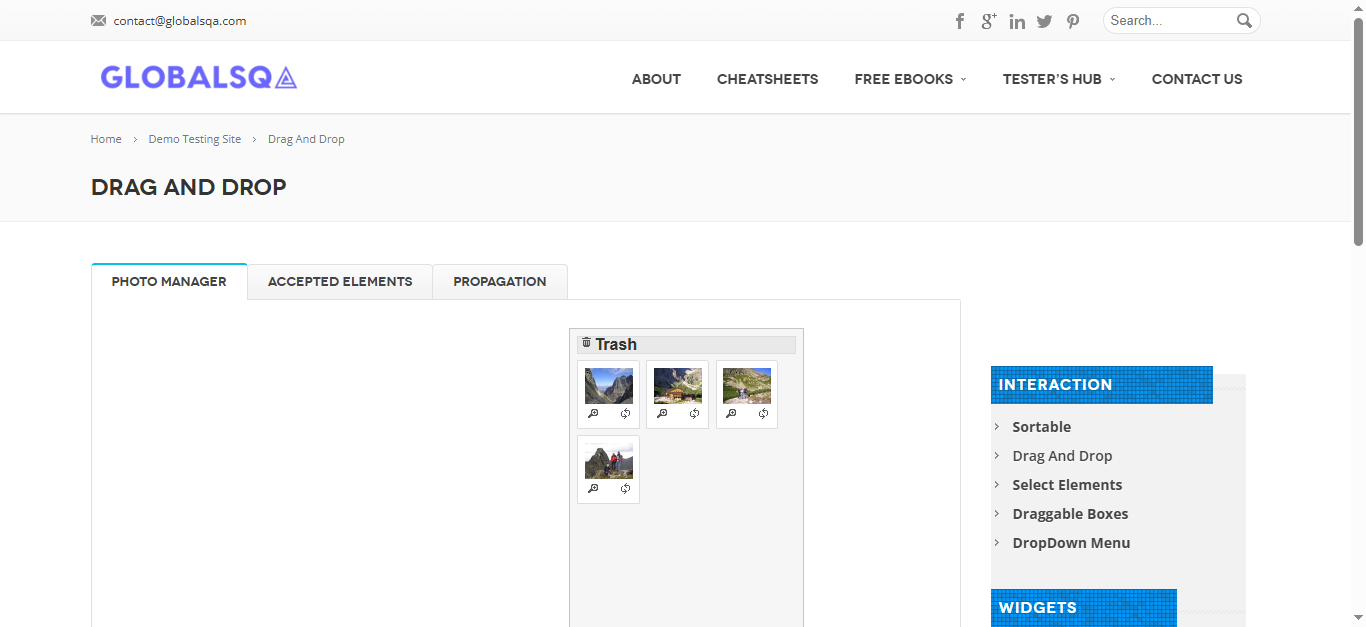 contact@globalsqa.com
Search...
GLOBALSQA
ABOUT CHEATSHEETS FREE EBOOKS TESTER'S HUB CONTACT US
Home > Demo Testing Site > Drag And Drop
DRAG AND DROP
PHOTO MANAGER ACCEPTED ELEMENTS PROPAGATION
Trash
INTERACTION
Sortable
Drag And Drop
Select Elements
Draggable Boxes
DropDown Menu
WIDGETS